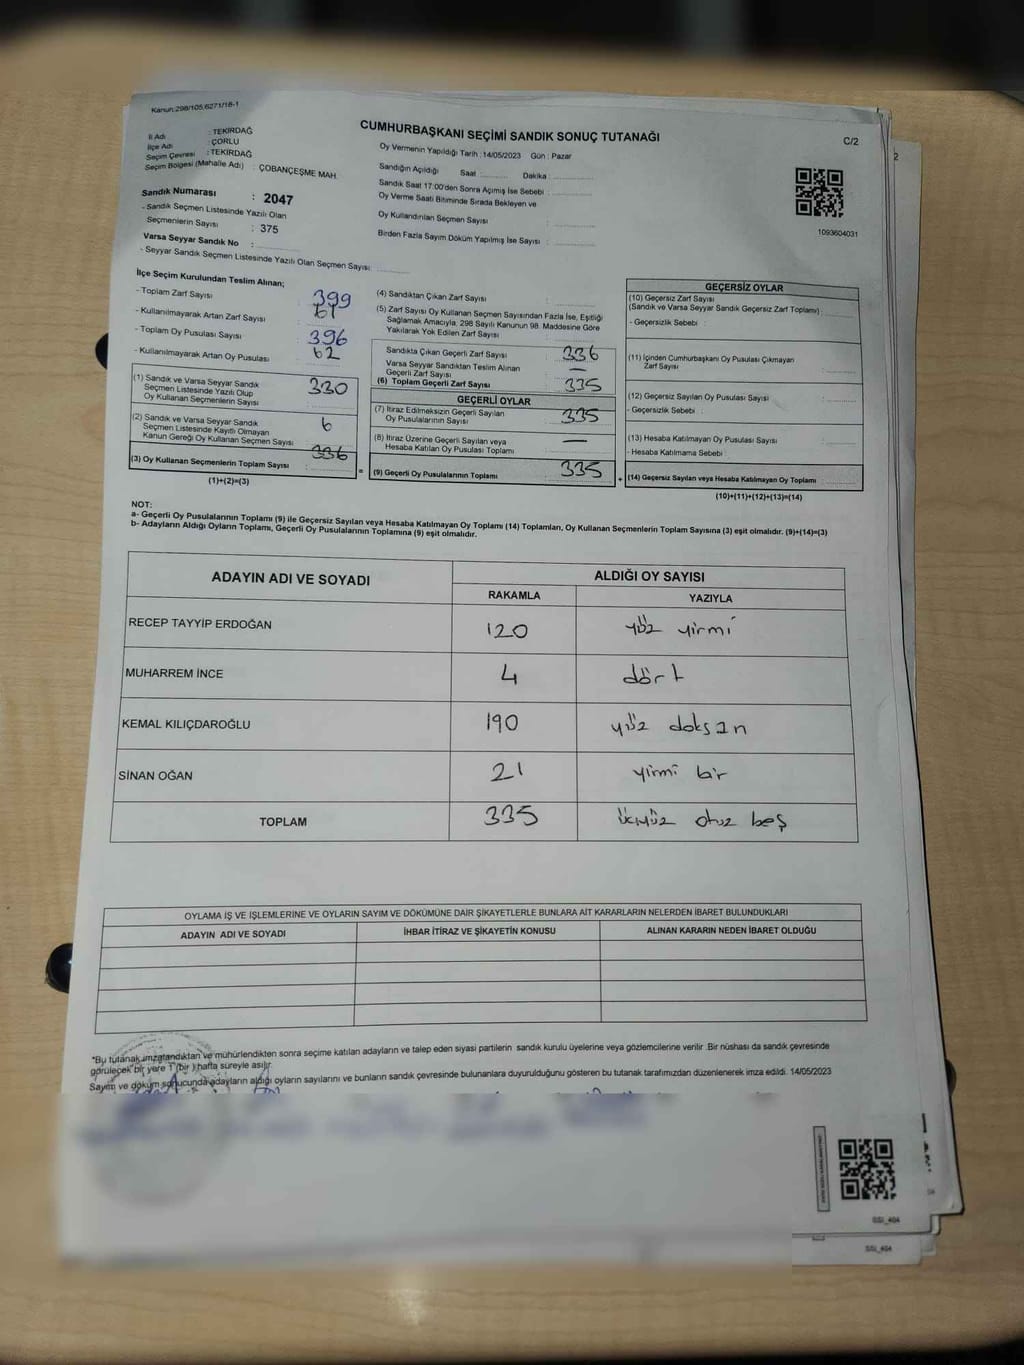 Kanun:298/105,6271/18-1
CUMHURBAŞKANI SEÇİMİ SANDIK SONUÇ TUTANAĞI
C/2
2
İl Adı : TEKİRDAĞ
İlçe Adı : ÇORLU
Seçim Çevresi : TEKİRDAĞ
Seçim Bölgesi (Mahalle Adı) : ÇOBANÇEŞME MAH.
Sandık Numarası : 2047
- Sandık Seçmen Listesinde Yazılı Olan
Seçmenlerin Sayısı : 375
Varsa Seyyar Sandık No :
- Seyyar Sandık Seçmen Listesinde Yazılı Olan Seçmen Sayısı:
Oy Vermenin Yapıldığı Tarih :14/05/2023 Gün : Pazar
Sandığın Açıldığı Saat Dakika :
Sandık Saat 17:00'den Sonra Açımış İse Sebebi :
Oy Verme Saati Bitiminde Sırada Bekleyen ve
Oy Kullandırılan Seçmen Sayısı :
Birden Fazla Sayım Döküm Yapılmış İse Sayısı :
1093604031
İlçe Seçim Kurulundan Teslim Alınan;
- Toplam Zarf Sayısı 399
- Kullanılmayarak Artan Zarf Sayısı 61
- Toplam Oy Pusulası Sayısı 396
- Kullanılmayarak Artan Oy Pusulası 62
(1) Sandık ve Varsa Seyyar Sandık
Seçmen Listesinde Yazılı Olup
Oy Kullanan Seçmenlerin Sayısı 330
(2) Sandık ve Varsa Seyyar Sandık
Seçmen Listesinde Kayıtlı Olmayan
Kanun Gereği Oy Kullanan Seçmen Sayısı 6
(3) Oy Kullanan Seçmenlerin Toplam Sayısı 336
(1)+(2)=(3)
(4) Sandıktan Çıkan Zarf Sayısı :
(5) Zarf Sayısı Oy Kullanan Seçmen Sayısından Fazla İse, Eşitliği
Sağlamak Amacıyla, 298 Sayılı Kanunun 98. Maddesine Göre
Yakılarak Yok Edilen Zarf Sayısı :
Sandıkta Çıkan Geçerli Zarf Sayısı 336
Varsa Seyyar Sandıktan Teslim Alınan
Geçerli Zarf Sayısı —
(6) Toplam Geçerli Zarf Sayısı 335
GEÇERLİ OYLAR
(7) İtiraz Edilmeksizin Geçerli Sayılan
Oy Pusulalarının Sayısı 335
(8) İtiraz Üzerine Geçerli Sayılan veya
Hesaba Katılan Oy Pusulası Toplamı —
= (9) Geçerli Oy Pusulalarının Toplamı 335 +
GEÇERSİZ OYLAR
(10) Geçersiz Zarf Sayısı
(Sandık ve Varsa Seyyar Sandık Geçersiz Zarf Toplamı) :
- Geçersizlik Sebebi :
(11) İçinden Cumhurbaşkanı Oy Pusulası Çıkmayan
Zarf Sayısı :
(12) Geçersiz Sayılan Oy Pusulası Sayısı :
- Geçersizlik Sebebi :
(13) Hesaba Katılmayan Oy Pusulası Sayısı :
- Hesaba Katılmama Sebebi :
(14) Geçersiz Sayılan veya Hesaba Katılmayan Oy Toplamı
(10)+(11)+(12)+(13)=(14)
NOT:
a- Geçerli Oy Pusulalarının Toplamı (9) ile Geçersiz Sayılan veya Hesaba Katılmayan Oy Toplamı (14) Toplamları, Oy Kullanan Seçmenlerin Toplam Sayısına (3) eşit olmalıdır. (9)+(14)=(3)
b- Adayların Aldığı Oyların Toplamı, Geçerli Oy Pusulalarının Toplamına (9) eşit olmalıdır.
ADAYIN ADI VE SOYADI ALDIĞI OY SAYISI
RAKAMLA YAZIYLA
RECEP TAYYİP ERDOĞAN 120 yüz yirmi
MUHARREM İNCE 4 dört
KEMAL KILIÇDAROĞLU 190 yüz doksan
SİNAN OĞAN 21 yirmi bir
TOPLAM 335 üçyüz otuz beş
OYLAMA İŞ VE İŞLEMLERİNE VE OYLARIN SAYIM VE DÖKÜMÜNE DAİR ŞİKAYETLERLE BUNLARA AİT KARARLARIN NELERDEN İBARET BULUNDUKLARI
ADAYIN ADI VE SOYADI İHBAR İTİRAZ VE ŞİKAYETİN KONUSU ALINAN KARARIN NEDEN İBARET OLDUĞU
"Bu tutanak imzalandıktan ve mühürlendikten sonra seçime katılan adayların ve talep eden siyasi partilerin sandık kurulu üyelerine veya gözlemcilerine verilir .Bir nüshası da sandık çevresinde
görülecek bir yere 1 (bir ) hafta süreyle asılır.
Sayım ve döküm sonucunda adayların aldığı oyların sayılarını ve bunların sandık çevresinde bulunanlara duyurulduğunu gösteren bu tutanak tarafımızdan düzenlenerek imza edildi. 14/05/2023
SSİ_404
SSİ_404